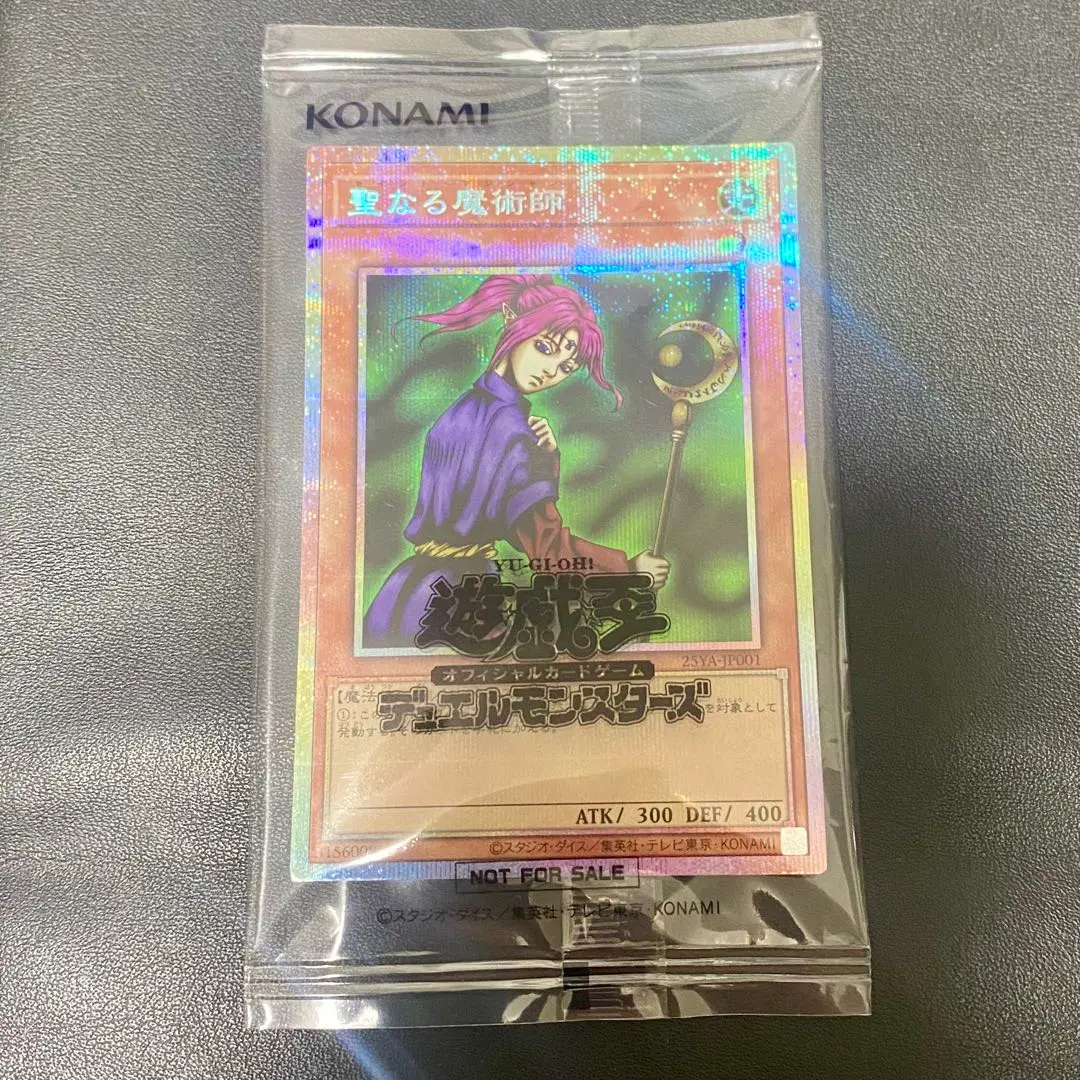 KONAMI
聖なる魔術師
光
YU-GI-OH!
遊戯王
25YA-JP001
オフィシャルカードゲーム
【魔法
デュエルモンスターズ
①:こ
を対象として
発動す
ATK/ 300 DEF/ 400
©スタジオ・ダイス/集英社・テレビ東京・KONAMI
NOT FOR SALE
©スタジオ・ダイス/集英社・テレビ東京・KONAMI